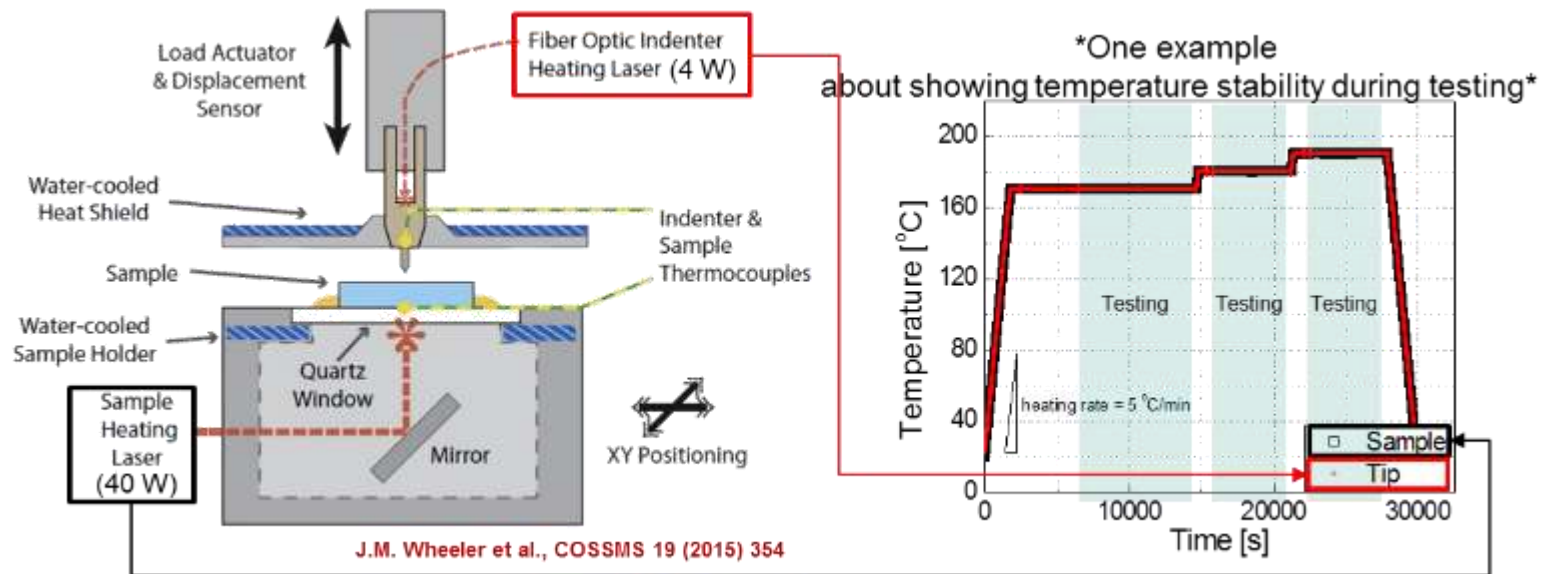 Load Actuator
& Displacement
Sensor
Fiber Optic Indenter
Heating Laser (4 W)
Water-cooled
Heat Shield
Indenter &
Sample
Thermocouples
Sample
Water-cooled
Sample Holder
Quartz
Window
Sample
Heating
Laser
(40 W)
Mirror
XY Positioning
J.M. Wheeler et al., COSSMS 19 (2015) 354
*One example
about showing temperature stability during testing*
Temperature [°C]
200
160
120
80
40
0
Testing
Testing
Testing
heating rate = 5 °C/min
Sample
Tip
0
10000
20000
30000
Time [s]